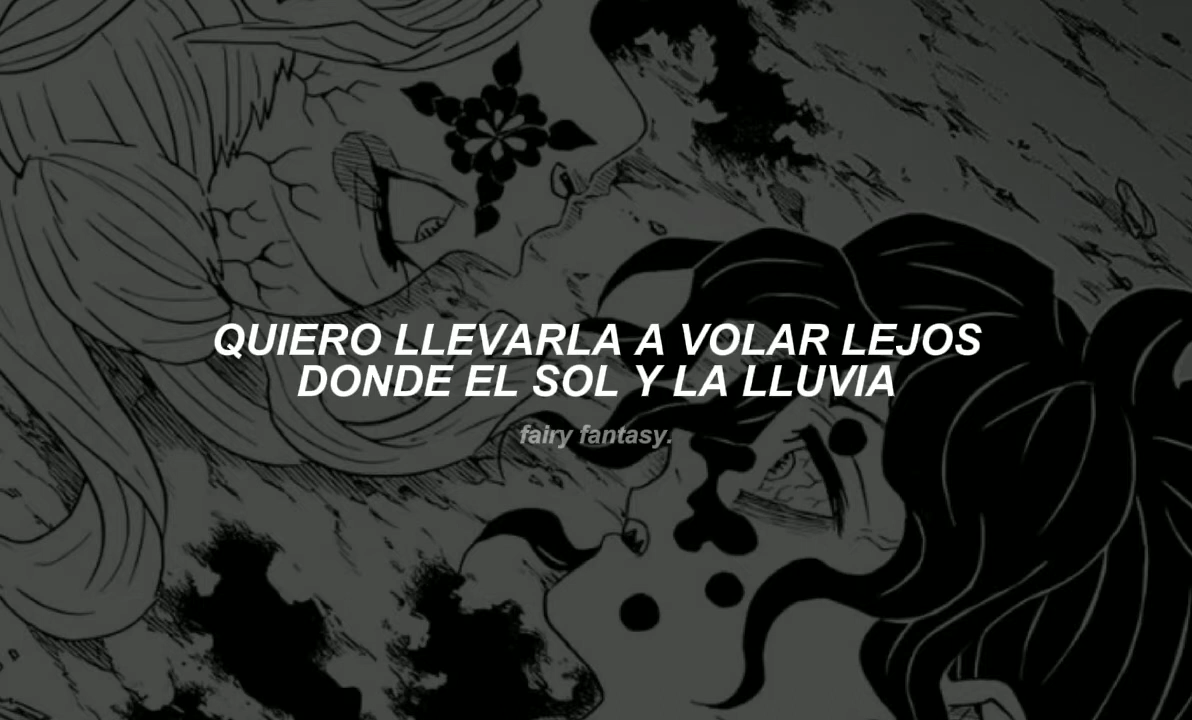 QUIERO LLEVARLA A VOLAR LEJOS
DONDE EL SOL Y LA LLUVIA
fairy fantasy.